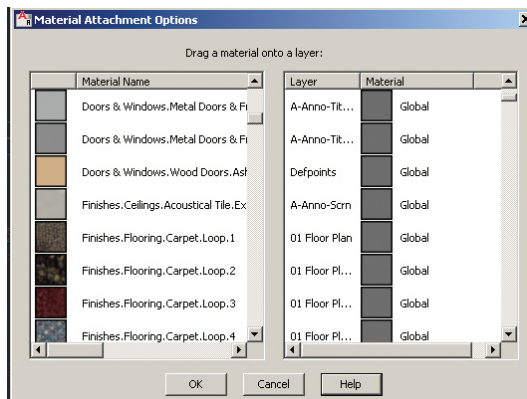 Material Attachment Options
Drag a material onto a layer:
Material Name
Doors & Windows.Metal Doors & Fr
Doors & Windows.Metal Doors & Fr
Doors & Windows.Wood Doors.Ash
Finishes.Ceilings.Acoustical Tile.Ex
Finishes.Flooring.Carpet.Loop.1
Finishes.Flooring.Carpet.Loop.2
Finishes.Flooring.Carpet.Loop.3
Finishes.Flooring.Carpet.Loop.4
Layer Material
A-Anno-Tit... Global
A-Anno-Tit... Global
Defpoints Global
A-Anno-Scrn Global
01 Floor Plan Global
01 Floor Pl... Global
01 Floor Pl... Global
01 Floor Pl... Global
OK Cancel Help